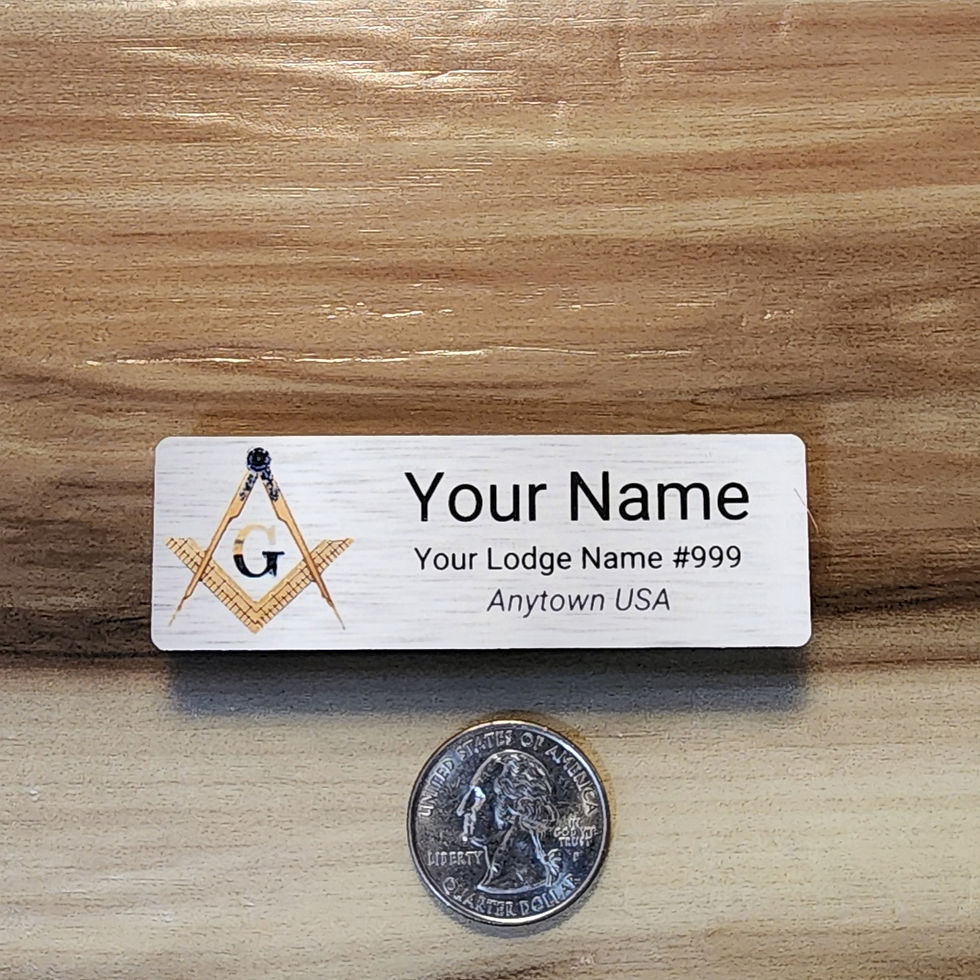 G
Your Name
Your Lodge Name #999
Anytown USA
UNITED STATES OF AMERICA
IN
GOD WE
TRUST
LIBERTY
P
QUARTER DOLLAR